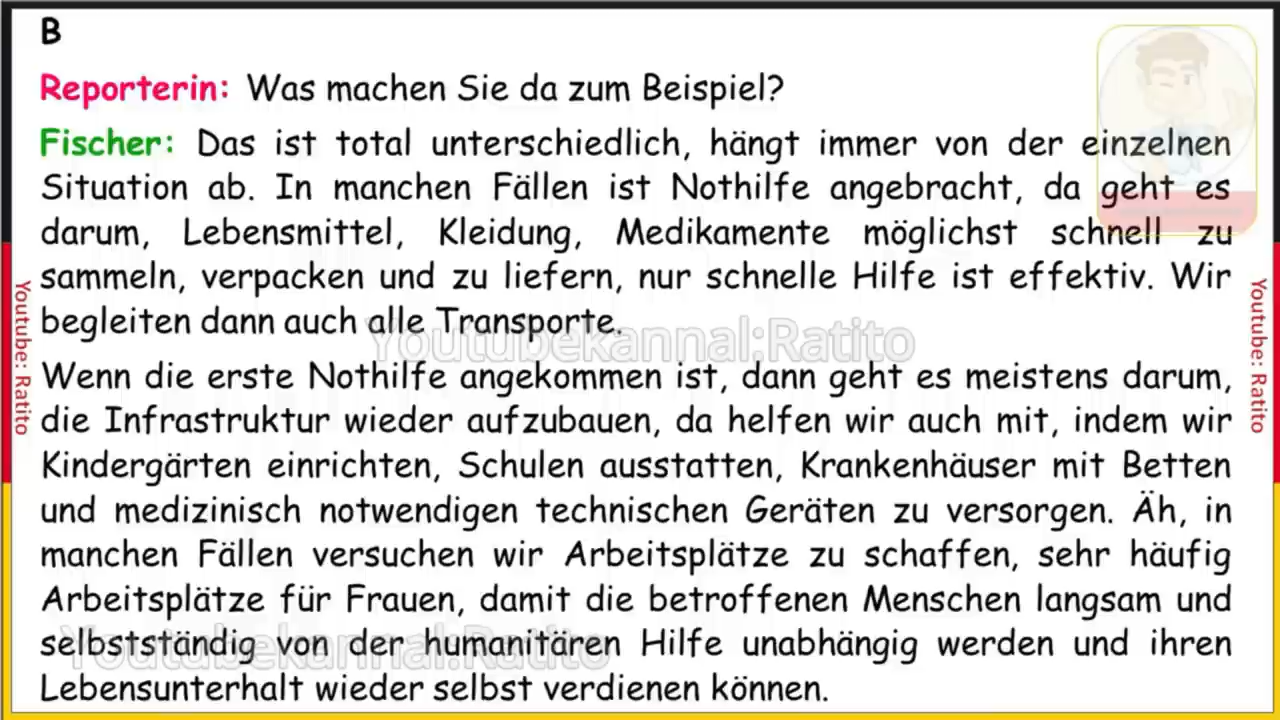 B
Reporterin: Was machen Sie da zum Beispiel?
Fischer: Das ist total unterschiedlich, hängt immer von der einzelnen
Situation ab. In manchen Fällen ist Nothilfe angebracht, da geht es
darum, Lebensmittel, Kleidung, Medikamente möglichst schnell zu
sammeln, verpacken und zu liefern, nur schnelle Hilfe ist effektiv. Wir
begleiten dann auch alle Transporte.
Youtubekannal:Ratito
Wenn die erste Nothilfe angekommen ist, dann geht es meistens darum,
die Infrastruktur wieder aufzubauen, da helfen wir auch mit, indem wir
Kindergärten einrichten, Schulen ausstatten, Krankenhäuser mit Betten
und medizinisch notwendigen technischen Geräten zu versorgen. Äh, in
manchen Fällen versuchen wir Arbeitsplätze zu schaffen, sehr häufig
Arbeitsplätze für Frauen, damit die betroffenen Menschen langsam und
selbstständig von der humanitären Hilfe unabhängig werden und ihren
Youtubekannal:Ratito
Lebensunterhalt wieder selbst verdienen können.
Youtube: Ratito
Youtube: Ratito